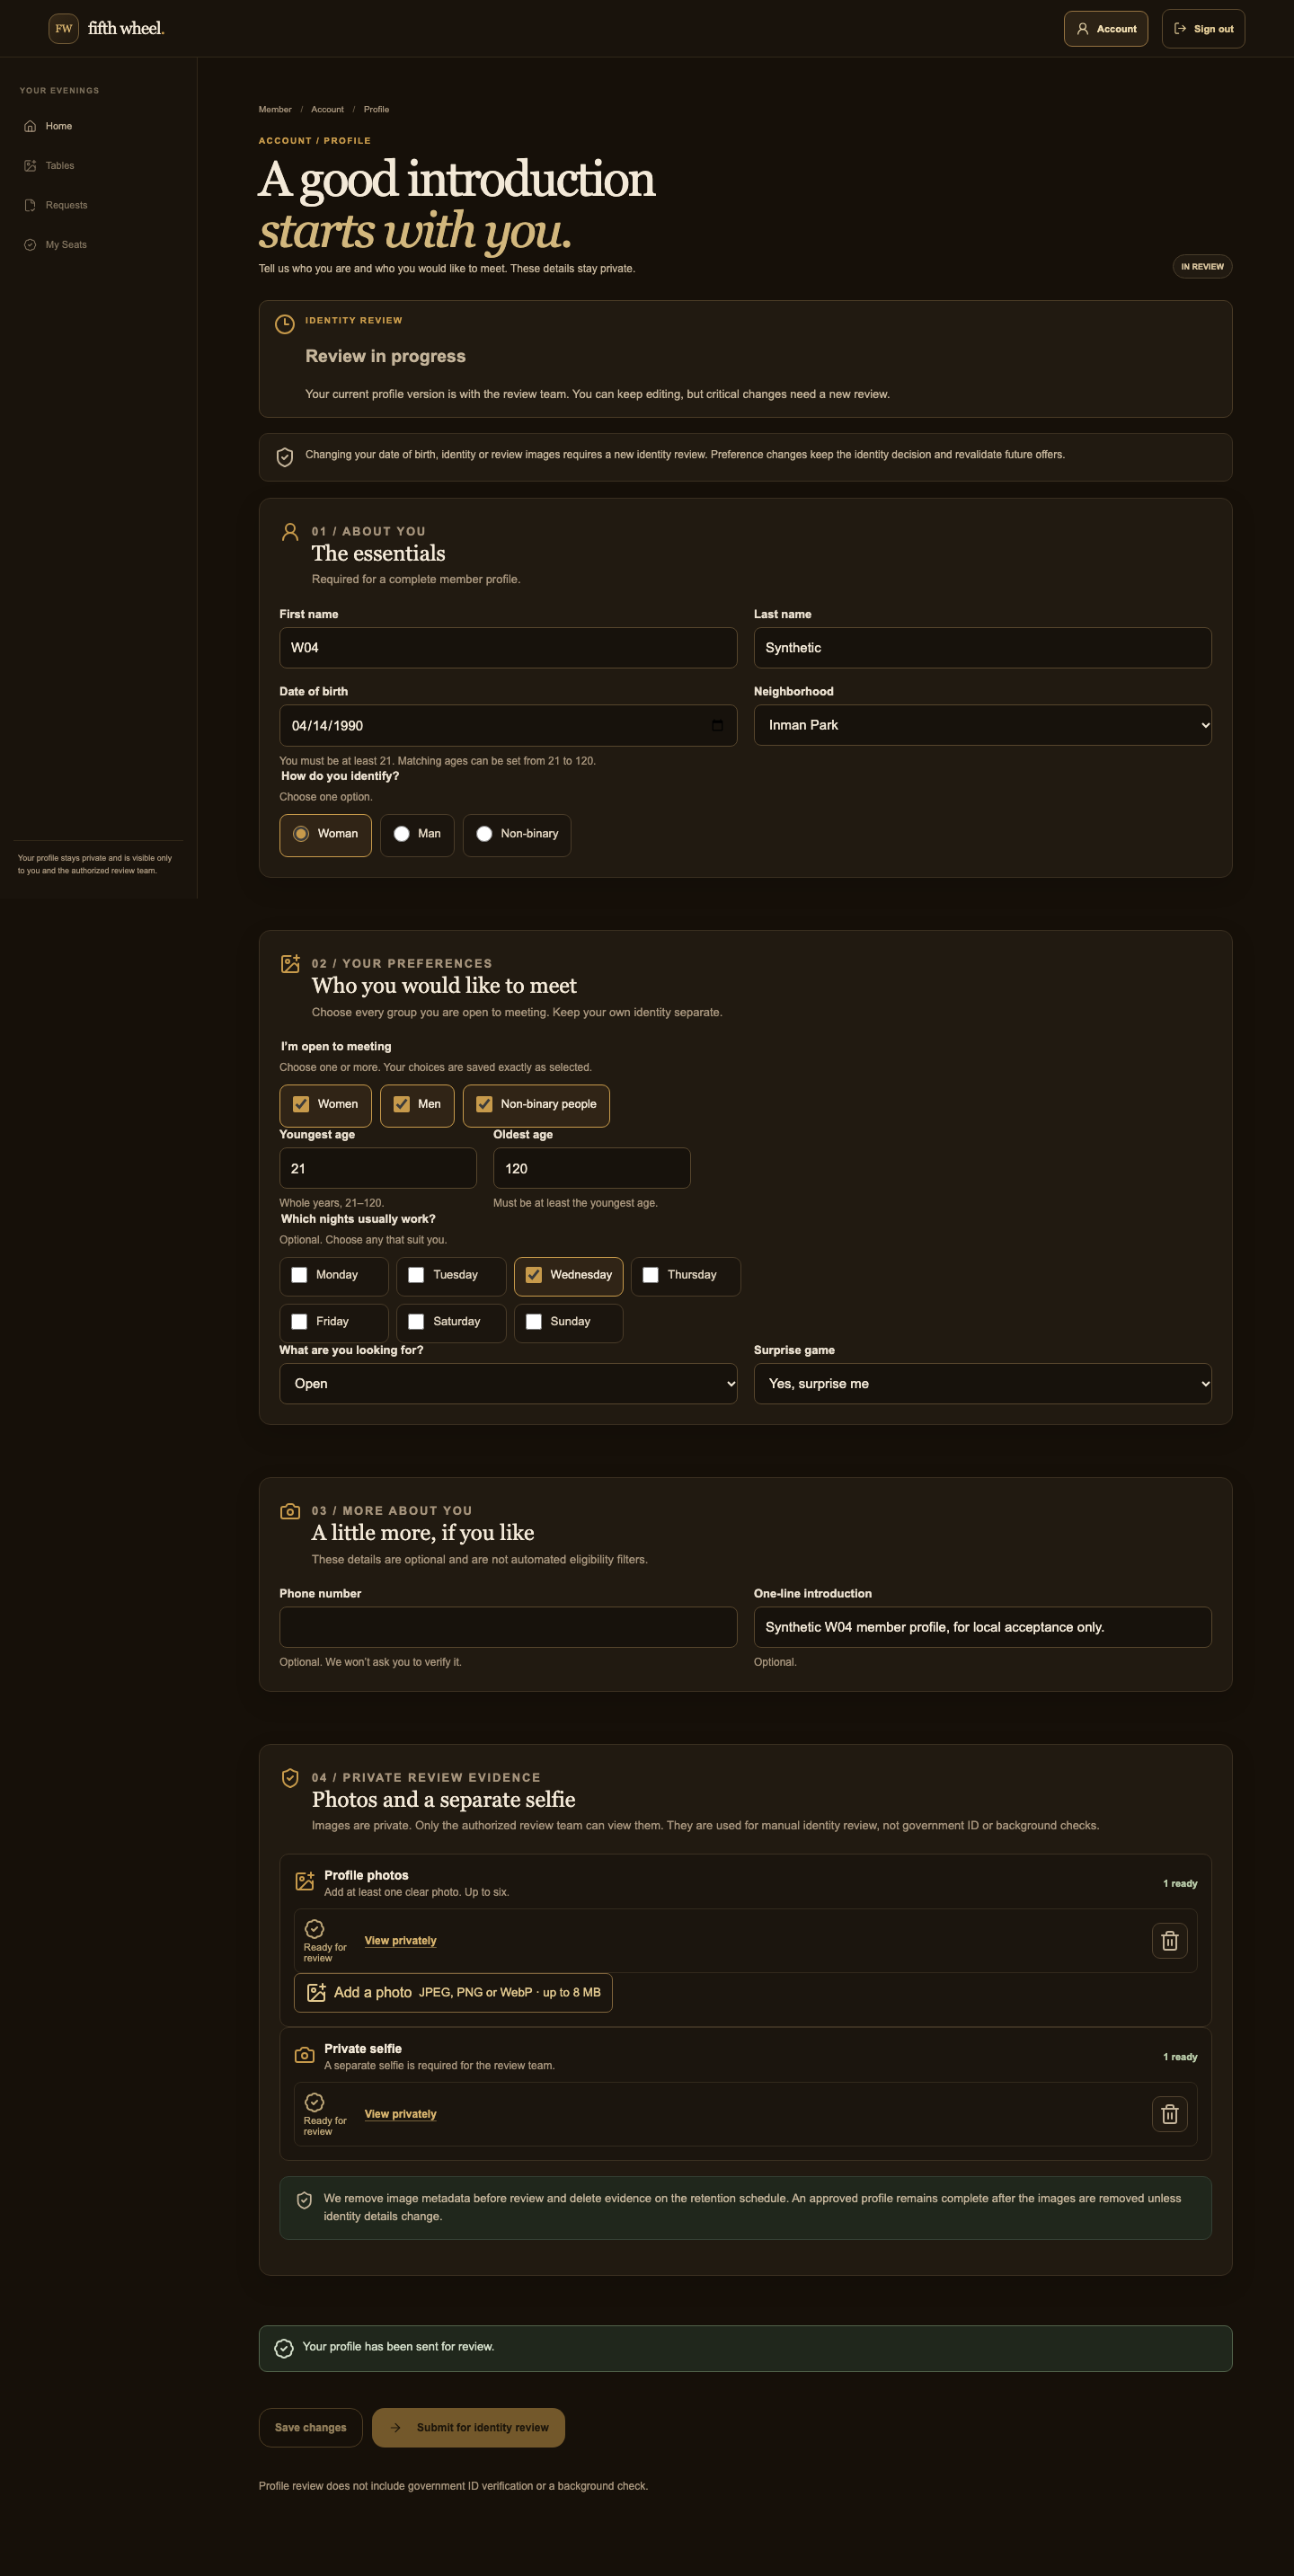 FW fifth wheel.
Account
Sign out
YOUR EVENINGS
Home
Tables
Requests
My Seats
Your profile stays private and is visible only
to you and the authorized review team.
Member / Account / Profile
ACCOUNT / PROFILE
A good introduction
starts with you.
Tell us who you are and who you would like to meet. These details stay private.
IN REVIEW
IDENTITY REVIEW
Review in progress
Your current profile version is with the review team. You can keep editing, but critical changes need a new review.
Changing your date of birth, identity or review images requires a new identity review. Preference changes keep the identity decision and revalidate future offers.
01 / ABOUT YOU
The essentials
Required for a complete member profile.
First name
W04
Last name
Synthetic
Date of birth
04/14/1990
Neighborhood
Inman Park
You must be at least 21. Matching ages can be set from 21 to 120.
How do you identify?
Choose one option.
Woman
Man
Non-binary
02 / YOUR PREFERENCES
Who you would like to meet
Choose every group you are open to meeting. Keep your own identity separate.
I'm open to meeting
Choose one or more. Your choices are saved exactly as selected.
Women
Men
Non-binary people
Youngest age
21
Whole years, 21–120.
Oldest age
120
Must be at least the youngest age.
Which nights usually work?
Optional. Choose any that suit you.
Monday
Tuesday
Wednesday
Thursday
Friday
Saturday
Sunday
What are you looking for?
Open
Surprise game
Yes, surprise me
03 / MORE ABOUT YOU
A little more, if you like
These details are optional and are not automated eligibility filters.
Phone number
Optional. We won't ask you to verify it.
One-line introduction
Synthetic W04 member profile, for local acceptance only.
Optional.
04 / PRIVATE REVIEW EVIDENCE
Photos and a separate selfie
Images are private. Only the authorized review team can view them. They are used for manual identity review, not government ID or background checks.
Profile photos
Add at least one clear photo. Up to six.
1 ready
Ready for
review
View privately
Add a photo JPEG, PNG or WebP · up to 8 MB
Private selfie
A separate selfie is required for the review team.
1 ready
Ready for
review
View privately
We remove image metadata before review and delete evidence on the retention schedule. An approved profile remains complete after the images are removed unless
identity details change.
Your profile has been sent for review.
Save changes
Submit for identity review
Profile review does not include government ID verification or a background check.